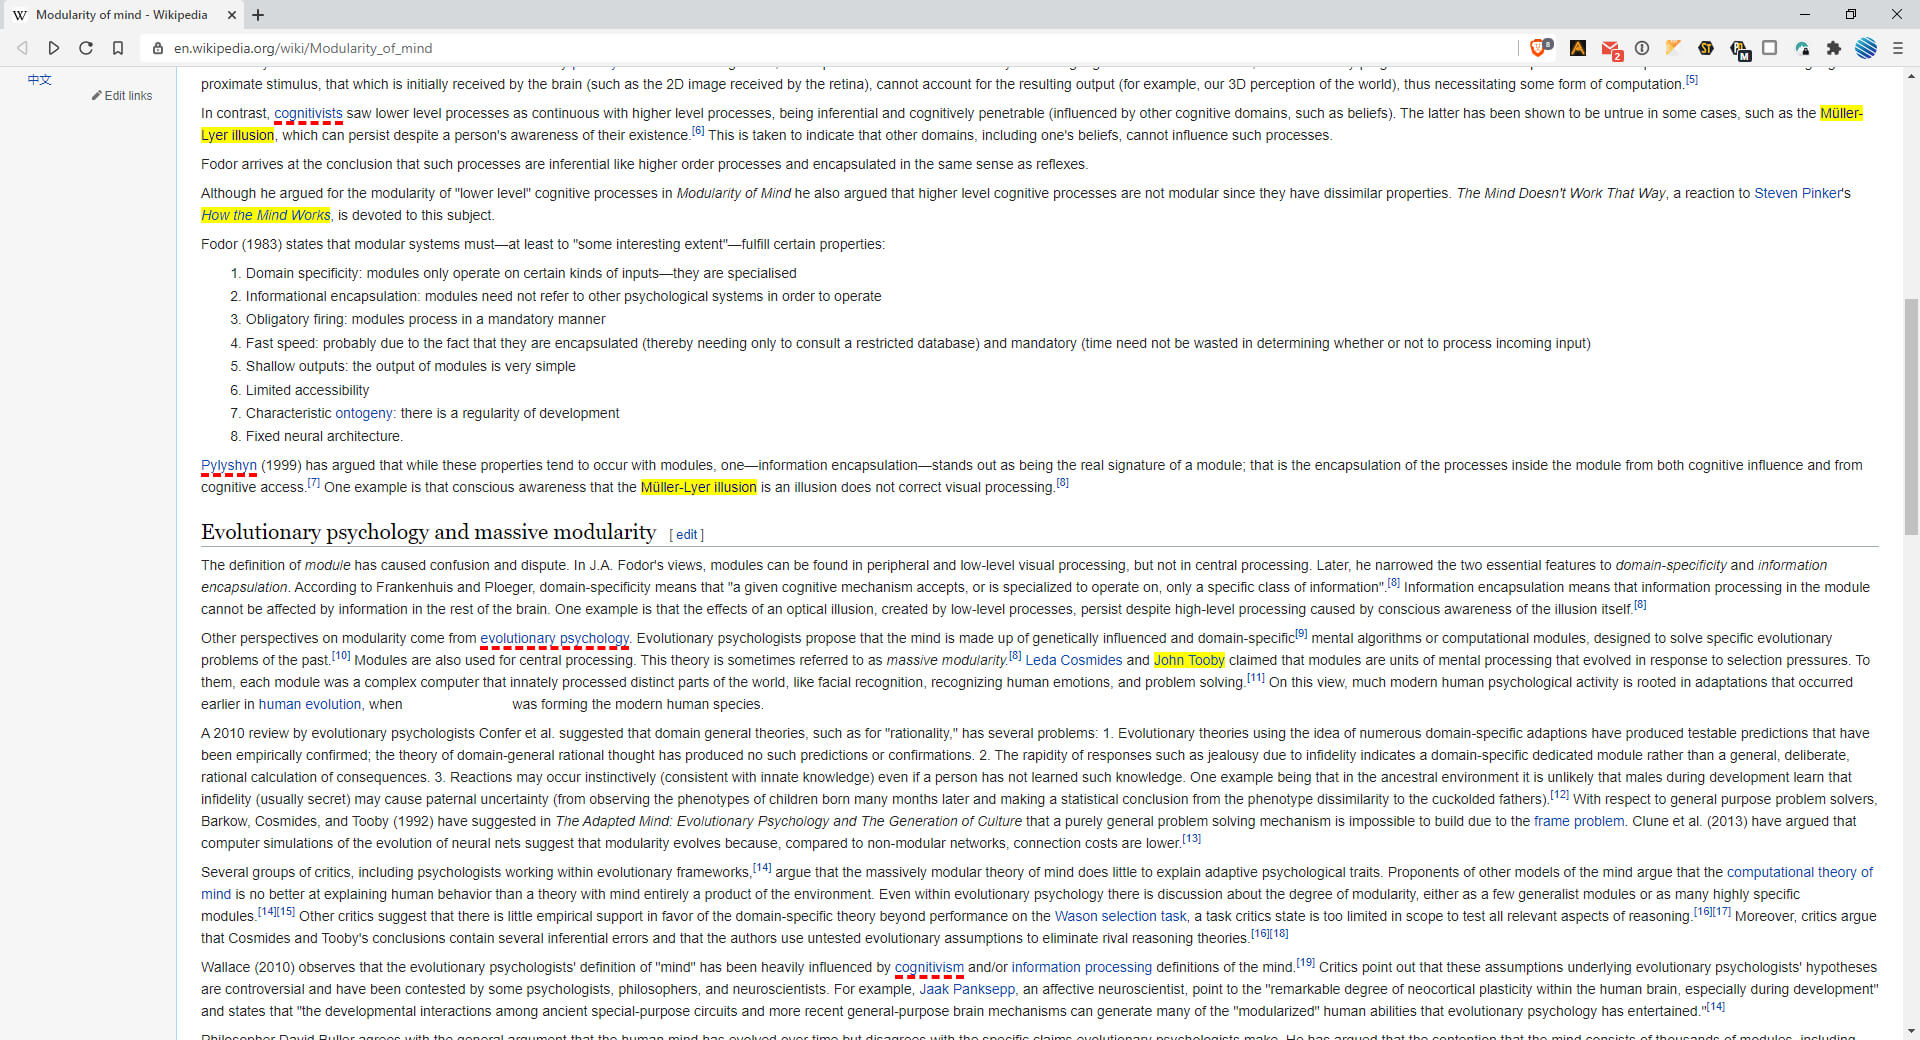 Modularity of mind - Wikipedia
en.wikipedia.org/wiki/Modularity_of_mind
8
2
ST
M
中文
Edit links
proximate stimulus, that which is initially received by the brain (such as the 2D image received by the retina), cannot account for the resulting output (for example, our 3D perception of the world), thus necessitating some form of computation.[5]
In contrast, cognitivists saw lower level processes as continuous with higher level processes, being inferential and cognitively penetrable (influenced by other cognitive domains, such as beliefs). The latter has been shown to be untrue in some cases, such as the Müller-
Lyer illusion, which can persist despite a person's awareness of their existence.[6] This is taken to indicate that other domains, including one's beliefs, cannot influence such processes.
Fodor arrives at the conclusion that such processes are inferential like higher order processes and encapsulated in the same sense as reflexes.
Although he argued for the modularity of "lower level" cognitive processes in Modularity of Mind he also argued that higher level cognitive processes are not modular since they have dissimilar properties. The Mind Doesn't Work That Way, a reaction to Steven Pinker's
How the Mind Works, is devoted to this subject.
Fodor (1983) states that modular systems must—at least to "some interesting extent"—fulfill certain properties:
1. Domain specificity: modules only operate on certain kinds of inputs—they are specialised
2. Informational encapsulation: modules need not refer to other psychological systems in order to operate
3. Obligatory firing: modules process in a mandatory manner
4. Fast speed: probably due to the fact that they are encapsulated (thereby needing only to consult a restricted database) and mandatory (time need not be wasted in determining whether or not to process incoming input)
5. Shallow outputs: the output of modules is very simple
6. Limited accessibility
7. Characteristic ontogeny: there is a regularity of development
8. Fixed neural architecture.
Pylyshyn (1999) has argued that while these properties tend to occur with modules, one—information encapsulation—stands out as being the real signature of a module; that is the encapsulation of the processes inside the module from both cognitive influence and from
cognitive access.[7] One example is that conscious awareness that the Müller-Lyer illusion is an illusion does not correct visual processing.[8]
Evolutionary psychology and massive modularity [ edit ]
The definition of module has caused confusion and dispute. In J.A. Fodor's views, modules can be found in peripheral and low-level visual processing, but not in central processing. Later, he narrowed the two essential features to domain-specificity and information
encapsulation. According to Frankenhuis and Ploeger, domain-specificity means that "a given cognitive mechanism accepts, or is specialized to operate on, only a specific class of information".[8] Information encapsulation means that information processing in the module
cannot be affected by information in the rest of the brain. One example is that the effects of an optical illusion, created by low-level processes, persist despite high-level processing caused by conscious awareness of the illusion itself.[8]
Other perspectives on modularity come from evolutionary psychology. Evolutionary psychologists propose that the mind is made up of genetically influenced and domain-specific[9] mental algorithms or computational modules, designed to solve specific evolutionary
problems of the past.[10] Modules are also used for central processing. This theory is sometimes referred to as massive modularity.[8] Leda Cosmides and John Tooby claimed that modules are units of mental processing that evolved in response to selection pressures. To
them, each module was a complex computer that innately processed distinct parts of the world, like facial recognition, recognizing human emotions, and problem solving.[11] On this view, much modern human psychological activity is rooted in adaptations that occurred
earlier in human evolution, when was forming the modern human species.
A 2010 review by evolutionary psychologists Confer et al. suggested that domain general theories, such as for "rationality," has several problems: 1. Evolutionary theories using the idea of numerous domain-specific adaptions have produced testable predictions that have
been empirically confirmed; the theory of domain-general rational thought has produced no such predictions or confirmations. 2. The rapidity of responses such as jealousy due to infidelity indicates a domain-specific dedicated module rather than a general, deliberate,
rational calculation of consequences. 3. Reactions may occur instinctively (consistent with innate knowledge) even if a person has not learned such knowledge. One example being that in the ancestral environment it is unlikely that males during development learn that
infidelity (usually secret) may cause paternal uncertainty (from observing the phenotypes of children born many months later and making a statistical conclusion from the phenotype dissimilarity to the cuckolded fathers).[12] With respect to general purpose problem solvers,
Barkow, Cosmides, and Tooby (1992) have suggested in The Adapted Mind: Evolutionary Psychology and The Generation of Culture that a purely general problem solving mechanism is impossible to build due to the frame problem. Clune et al. (2013) have argued that
computer simulations of the evolution of neural nets suggest that modularity evolves because, compared to non-modular networks, connection costs are lower.[13]
Several groups of critics, including psychologists working within evolutionary frameworks,[14] argue that the massively modular theory of mind does little to explain adaptive psychological traits. Proponents of other models of the mind argue that the computational theory of
mind is no better at explaining human behavior than a theory with mind entirely a product of the environment. Even within evolutionary psychology there is discussion about the degree of modularity, either as a few generalist modules or as many highly specific
modules.[14][15] Other critics suggest that there is little empirical support in favor of the domain-specific theory beyond performance on the Wason selection task, a task critics state is too limited in scope to test all relevant aspects of reasoning.[16][17] Moreover, critics argue
that Cosmides and Tooby's conclusions contain several inferential errors and that the authors use untested evolutionary assumptions to eliminate rival reasoning theories.[16][18]
Wallace (2010) observes that the evolutionary psychologists' definition of "mind" has been heavily influenced by cognitivism and/or information processing definitions of the mind.[19] Critics point out that these assumptions underlying evolutionary psychologists' hypotheses
are controversial and have been contested by some psychologists, philosophers, and neuroscientists. For example, Jaak Panksepp, an affective neuroscientist, point to the "remarkable degree of neocortical plasticity within the human brain, especially during development"
and states that "the developmental interactions among ancient special-purpose circuits and more recent general-purpose brain mechanisms can generate many of the "modularized" human abilities that evolutionary psychology has entertained."[14]
Philosopher David Buller agrees with the general argument that the human mind has evolved over time but disagrees with the specific claims evolutionary psychologists make. He has argued that the contention that the mind consists of thousands of modules, including